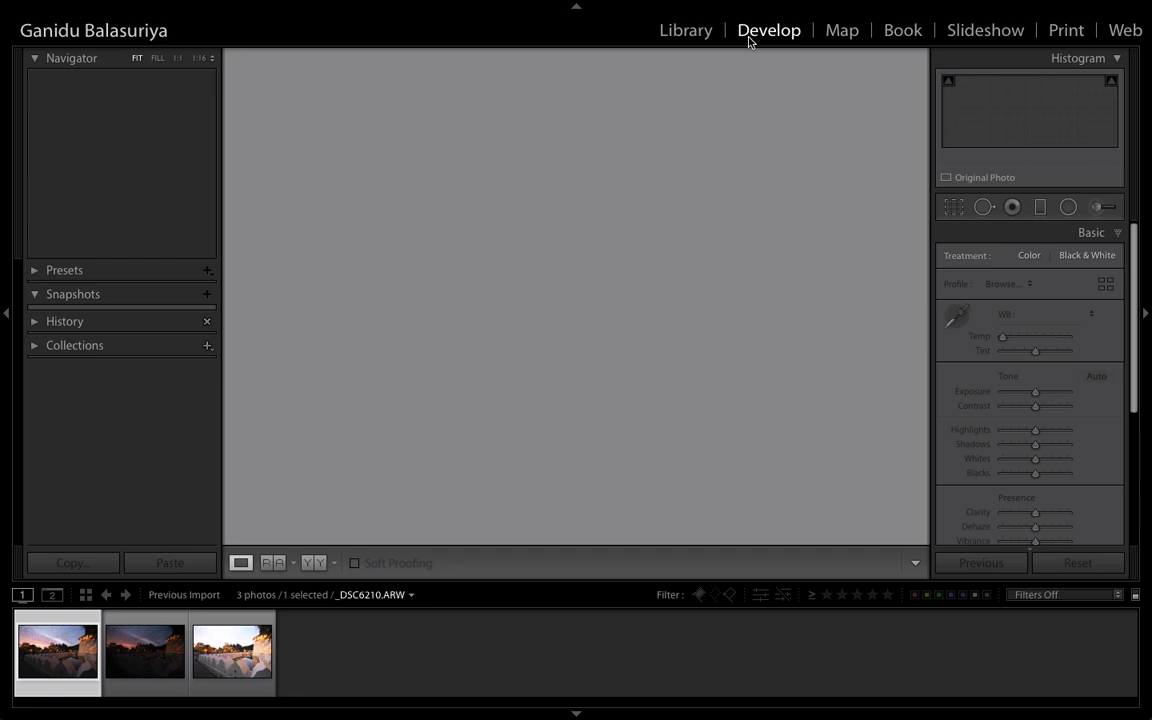 Ganidu Balasuriya
Library | Develop | Map | Book | Slideshow | Print | Web
Navigator FIT FILL 1:1 1:16
Histogram
Original Photo
Presets
Snapshots
History
Collections
Basic
Treatment : Color | Black & White
Profile : Browse...
WB :
Temp
Tint
Tone Auto
Exposure
Contrast
Highlights
Shadows
Whites
Blacks
Presence
Clarity
Dehaze
Vibrance
Copy... Paste
R A Y Y Soft Proofing
Previous Reset
1 2 Previous Import 3 photos / 1 selected / _DSC6210.ARW Filter : ≥ Filters Off